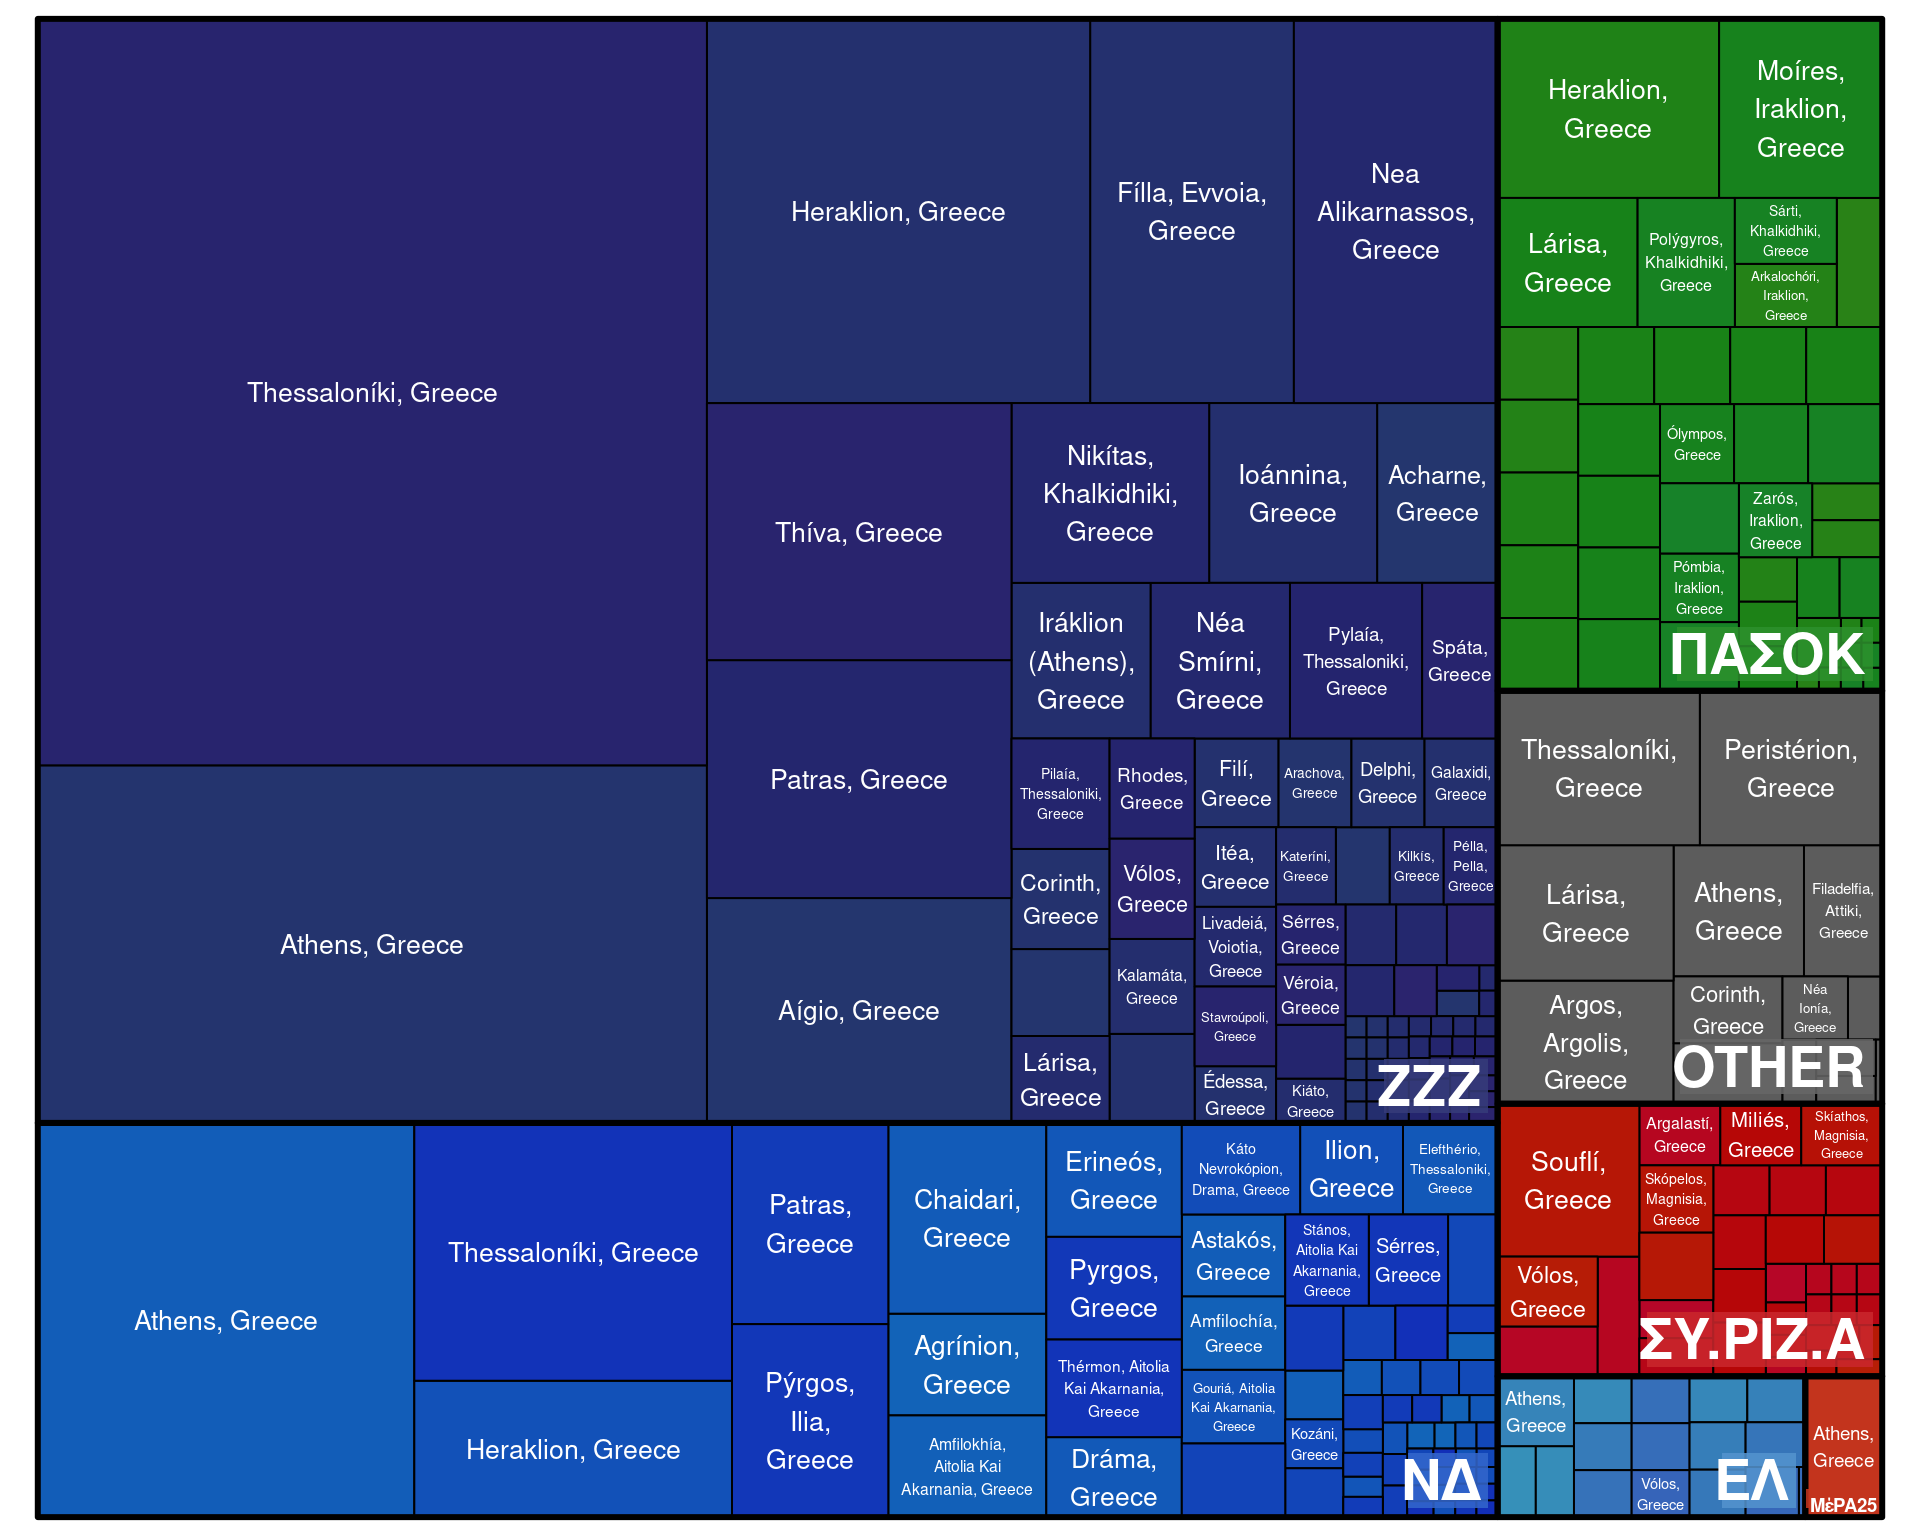 Thessaloníki, Greece
Athens, Greece
Heraklion, Greece
Fílla, Evvoia,
Greece
Nea
Alikarnassos,
Greece
Thíva, Greece
Patras, Greece
Aígio, Greece
Nikítas,
Khalkidhiki,
Greece
Ioánnina,
Greece
Acharne,
Greece
Iráklion
(Athens),
Greece
Néa
Smírni,
Greece
Pylaía,
Thessaloniki,
Greece
Spáta,
Greece
Pilaía,
Thessaloniki,
Greece
Corinth,
Greece
Lárisa,
Greece
Rhodes,
Greece
Vólos,
Greece
Kalamáta,
Greece
Filí,
Greece
Arachova,
Greece
Delphi,
Greece
Galaxidi,
Greece
Itéa,
Greece
Livadeiá,
Voiotia,
Greece
Stavroúpoli,
Greece
Édessa,
Greece
Kateríni,
Greece
Kilkís,
Greece
Pélla,
Pella,
Greece
Sérres,
Greece
Véroia,
Greece
Kiáto,
Greece
ZZZ
Athens, Greece
Thessaloníki, Greece
Heraklion, Greece
Patras,
Greece
Pýrgos,
Ilia,
Greece
Chaidari,
Greece
Agrínion,
Greece
Amfilokhía,
Aitolia Kai
Akarnania, Greece
Erineós,
Greece
Pyrgos,
Greece
Thérmon, Aitolia
Kai Akarnania,
Greece
Dráma,
Greece
Káto
Nevrokópion,
Drama, Greece
Ilion,
Greece
Elefthério,
Thessaloniki,
Greece
Astakós,
Greece
Amfilochía,
Greece
Gouriá, Aitolia
Kai Akarnania,
Greece
Stános,
Aitolia Kai
Akarnania,
Greece
Sérres,
Greece
Kozáni,
Greece
ΝΔ
Heraklion,
Greece
Moíres,
Iraklion,
Greece
Lárisa,
Greece
Polýgyros,
Khalkidhiki,
Greece
Sárti,
Khalkidhiki,
Greece
Arkalochóri,
Iraklion,
Greece
Ólympos,
Greece
Zarós,
Iraklion,
Greece
Pómbia,
Iraklion,
Greece
ΠΑΣΟΚ
Thessaloníki,
Greece
Peristérion,
Greece
Lárisa,
Greece
Argos,
Argolis,
Greece
Athens,
Greece
Filadelfia,
Attiki,
Greece
Corinth,
Greece
Néa
Ionía,
Greece
OTHER
Souflí,
Greece
Vólos,
Greece
Argalastí,
Greece
Miliés,
Greece
Skíathos,
Magnisia,
Greece
Skópelos,
Magnisia,
Greece
ΣΥ.ΡΙΖ.Α
Athens,
Greece
Vólos,
Greece
ΕΛ
Athens,
Greece
ΜέΡΑ25